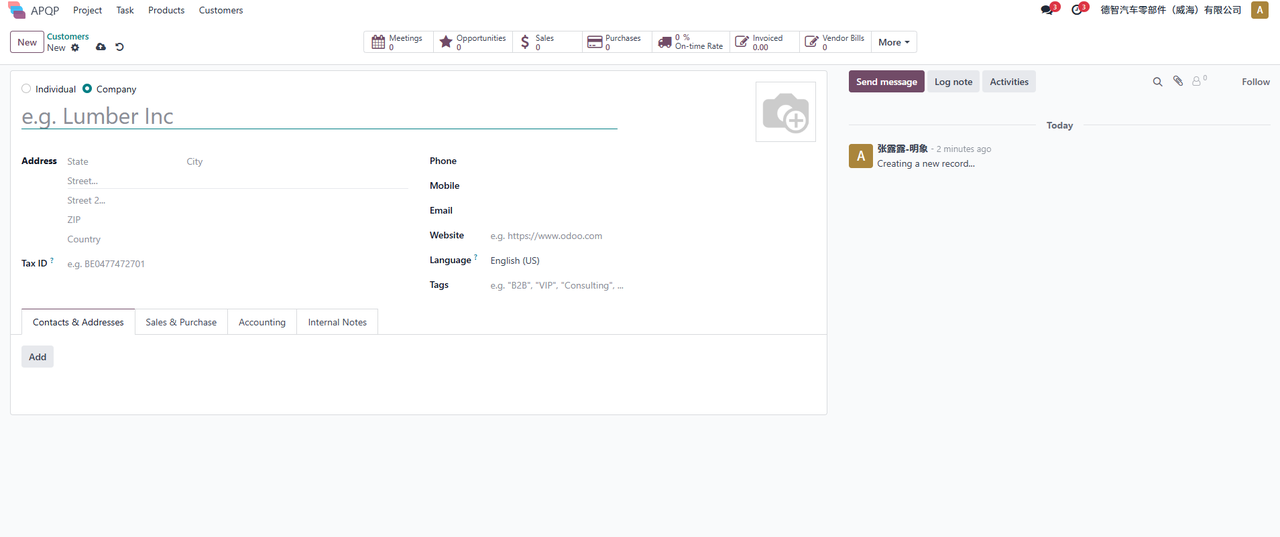 APQP Project Task Products Customers 3 3 德智汽车零部件（威海）有限公司 A
New Customers New
Meetings 0 Opportunities 0 Sales 0 Purchases 0 0 % On-time Rate Invoiced 0.00 Vendor Bills 0 More
Send message Log note Activities 0 Follow
Individual Company
e.g. Lumber Inc
Today
A 张露露-明象 - 2 minutes ago
Creating a new record...
Address State City
Street...
Street 2...
ZIP
Country
Tax ID ? e.g. BE0477472701
Phone
Mobile
Email
Website e.g. https://www.odoo.com
Language ? English (US)
Tags e.g. "B2B", "VIP", "Consulting", ...
Contacts & Addresses Sales & Purchase Accounting Internal Notes
Add